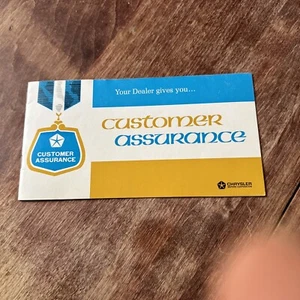 Your Dealer gives you...
customer
assurance
CUSTOMER
ASSURANCE
CHRYSLER